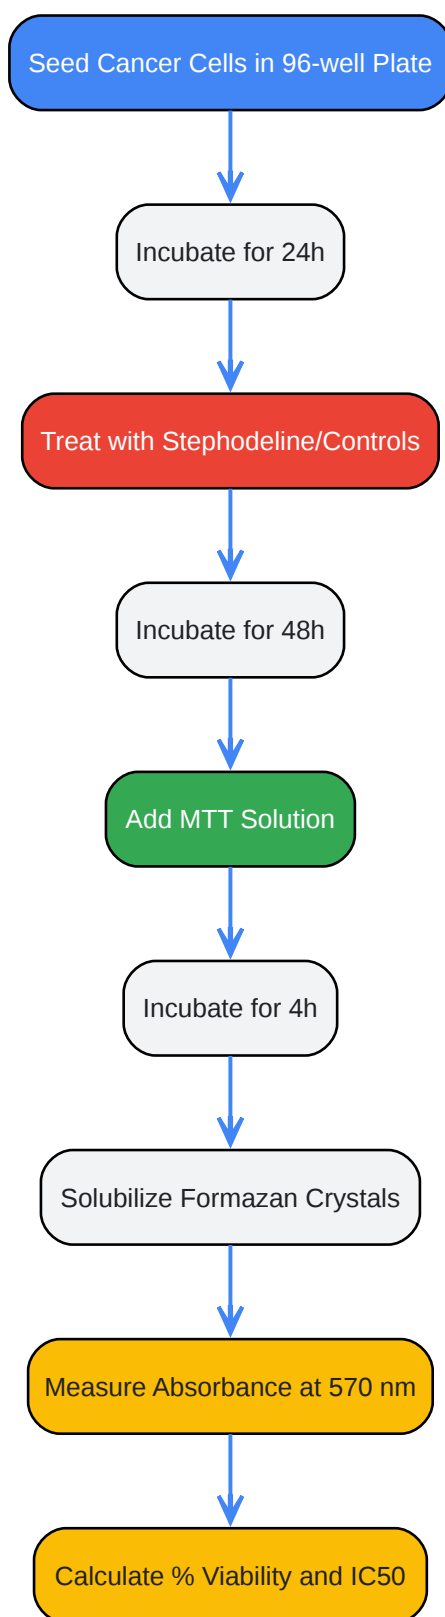 Seed Cancer Cells in 96-well Plate
Incubate for 24h
Treat with Stephodeline/Controls
Incubate for 48h
Add MTT Solution
Incubate for 4h
Solubilize Formazan Crystals
Measure Absorbance at 570 nm
Calculate % Viability and IC50